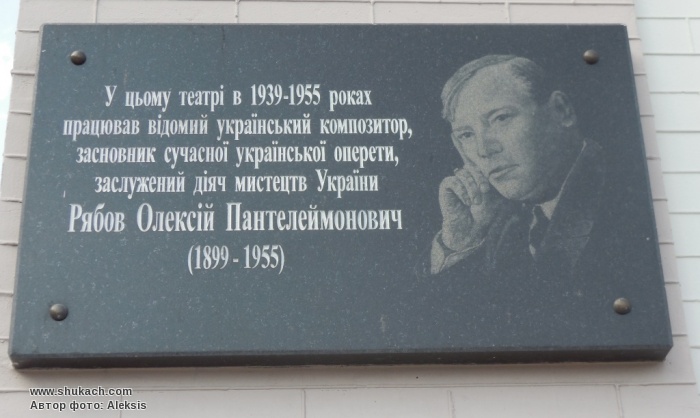 У цьому театрі в 1939-1955 роках
працював відомий український композитор,
засновник сучасної української оперети,
заслужений діяч мистецтв України
Рябов Олексій Пантелеймонович
(1899 - 1955)
www.shukach.com
Автор фото: Aleksis